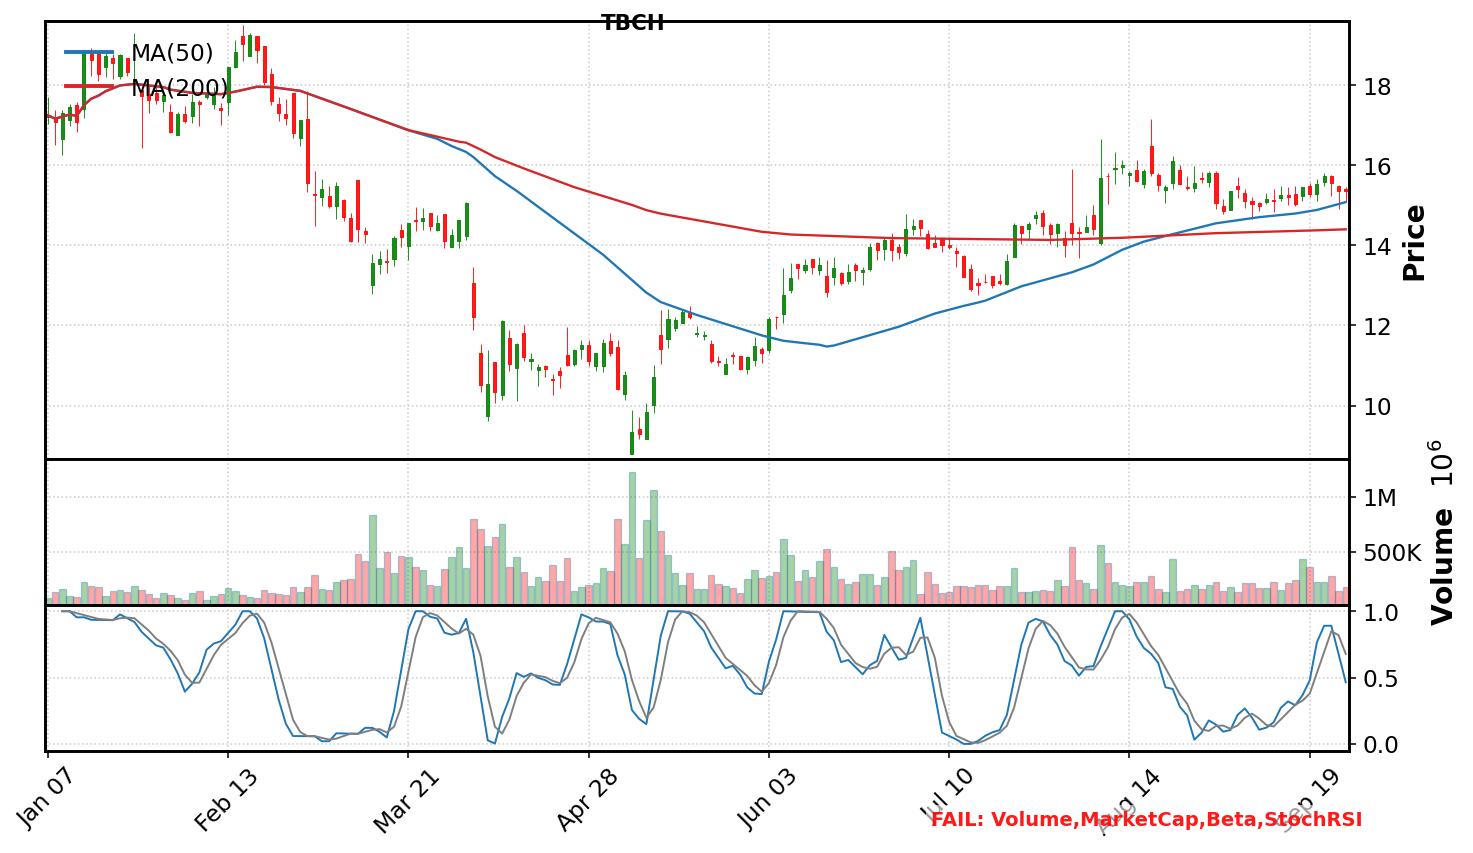 TBCH
MA(50)
MA(200)
18
16
14
12
10
Price
1M
500K
Volume 10^6
1.0
0.5
0.0
Jan 07
Feb 13
Mar 21
Apr 28
Jun 03
Jul 10
Aug 14
Sep 19
FAIL: Volume,MarketCap,Beta,StochRSI